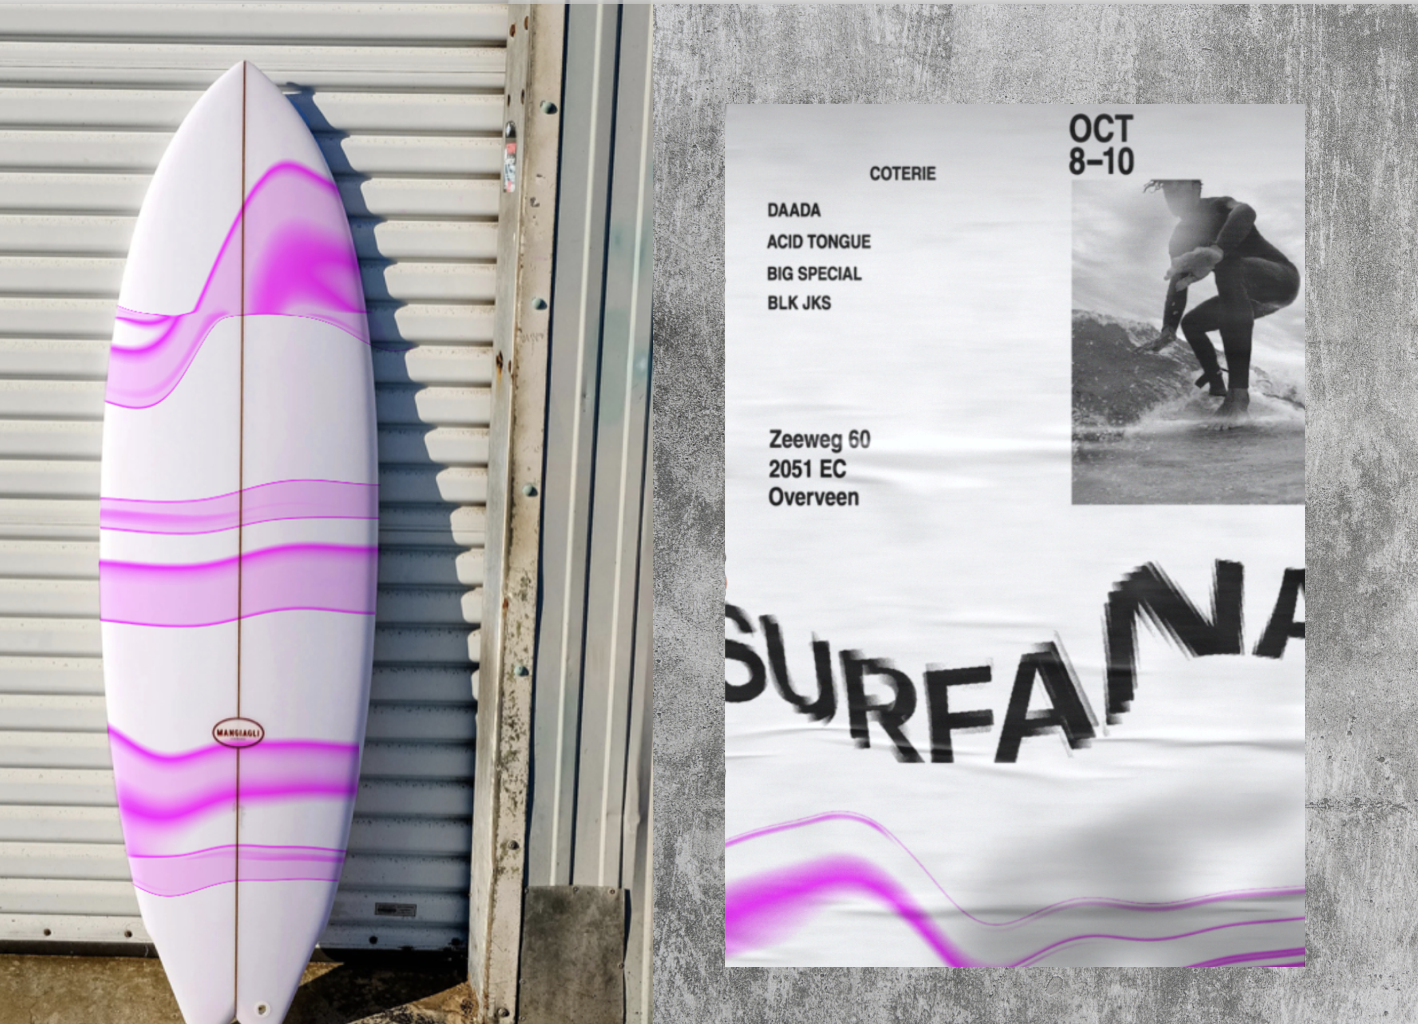 MANGIAGLI
OCT
8–10
COTERIE
DAADA
ACID TONGUE
BIG SPECIAL
BLK JKS
Zeeweg 60
2051 EC
Overveen
SURFANA